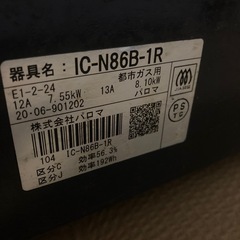 器具名: IC-N86B-1R
E1-2-24 都市ガス用
12A 7.55kW 13A 8.10kW
20·06-901202 パロマ
株式会社パロマ
104 IC-N86B-1R
区分C 効率56.3%
区分J 効率192Wh
PS
TG